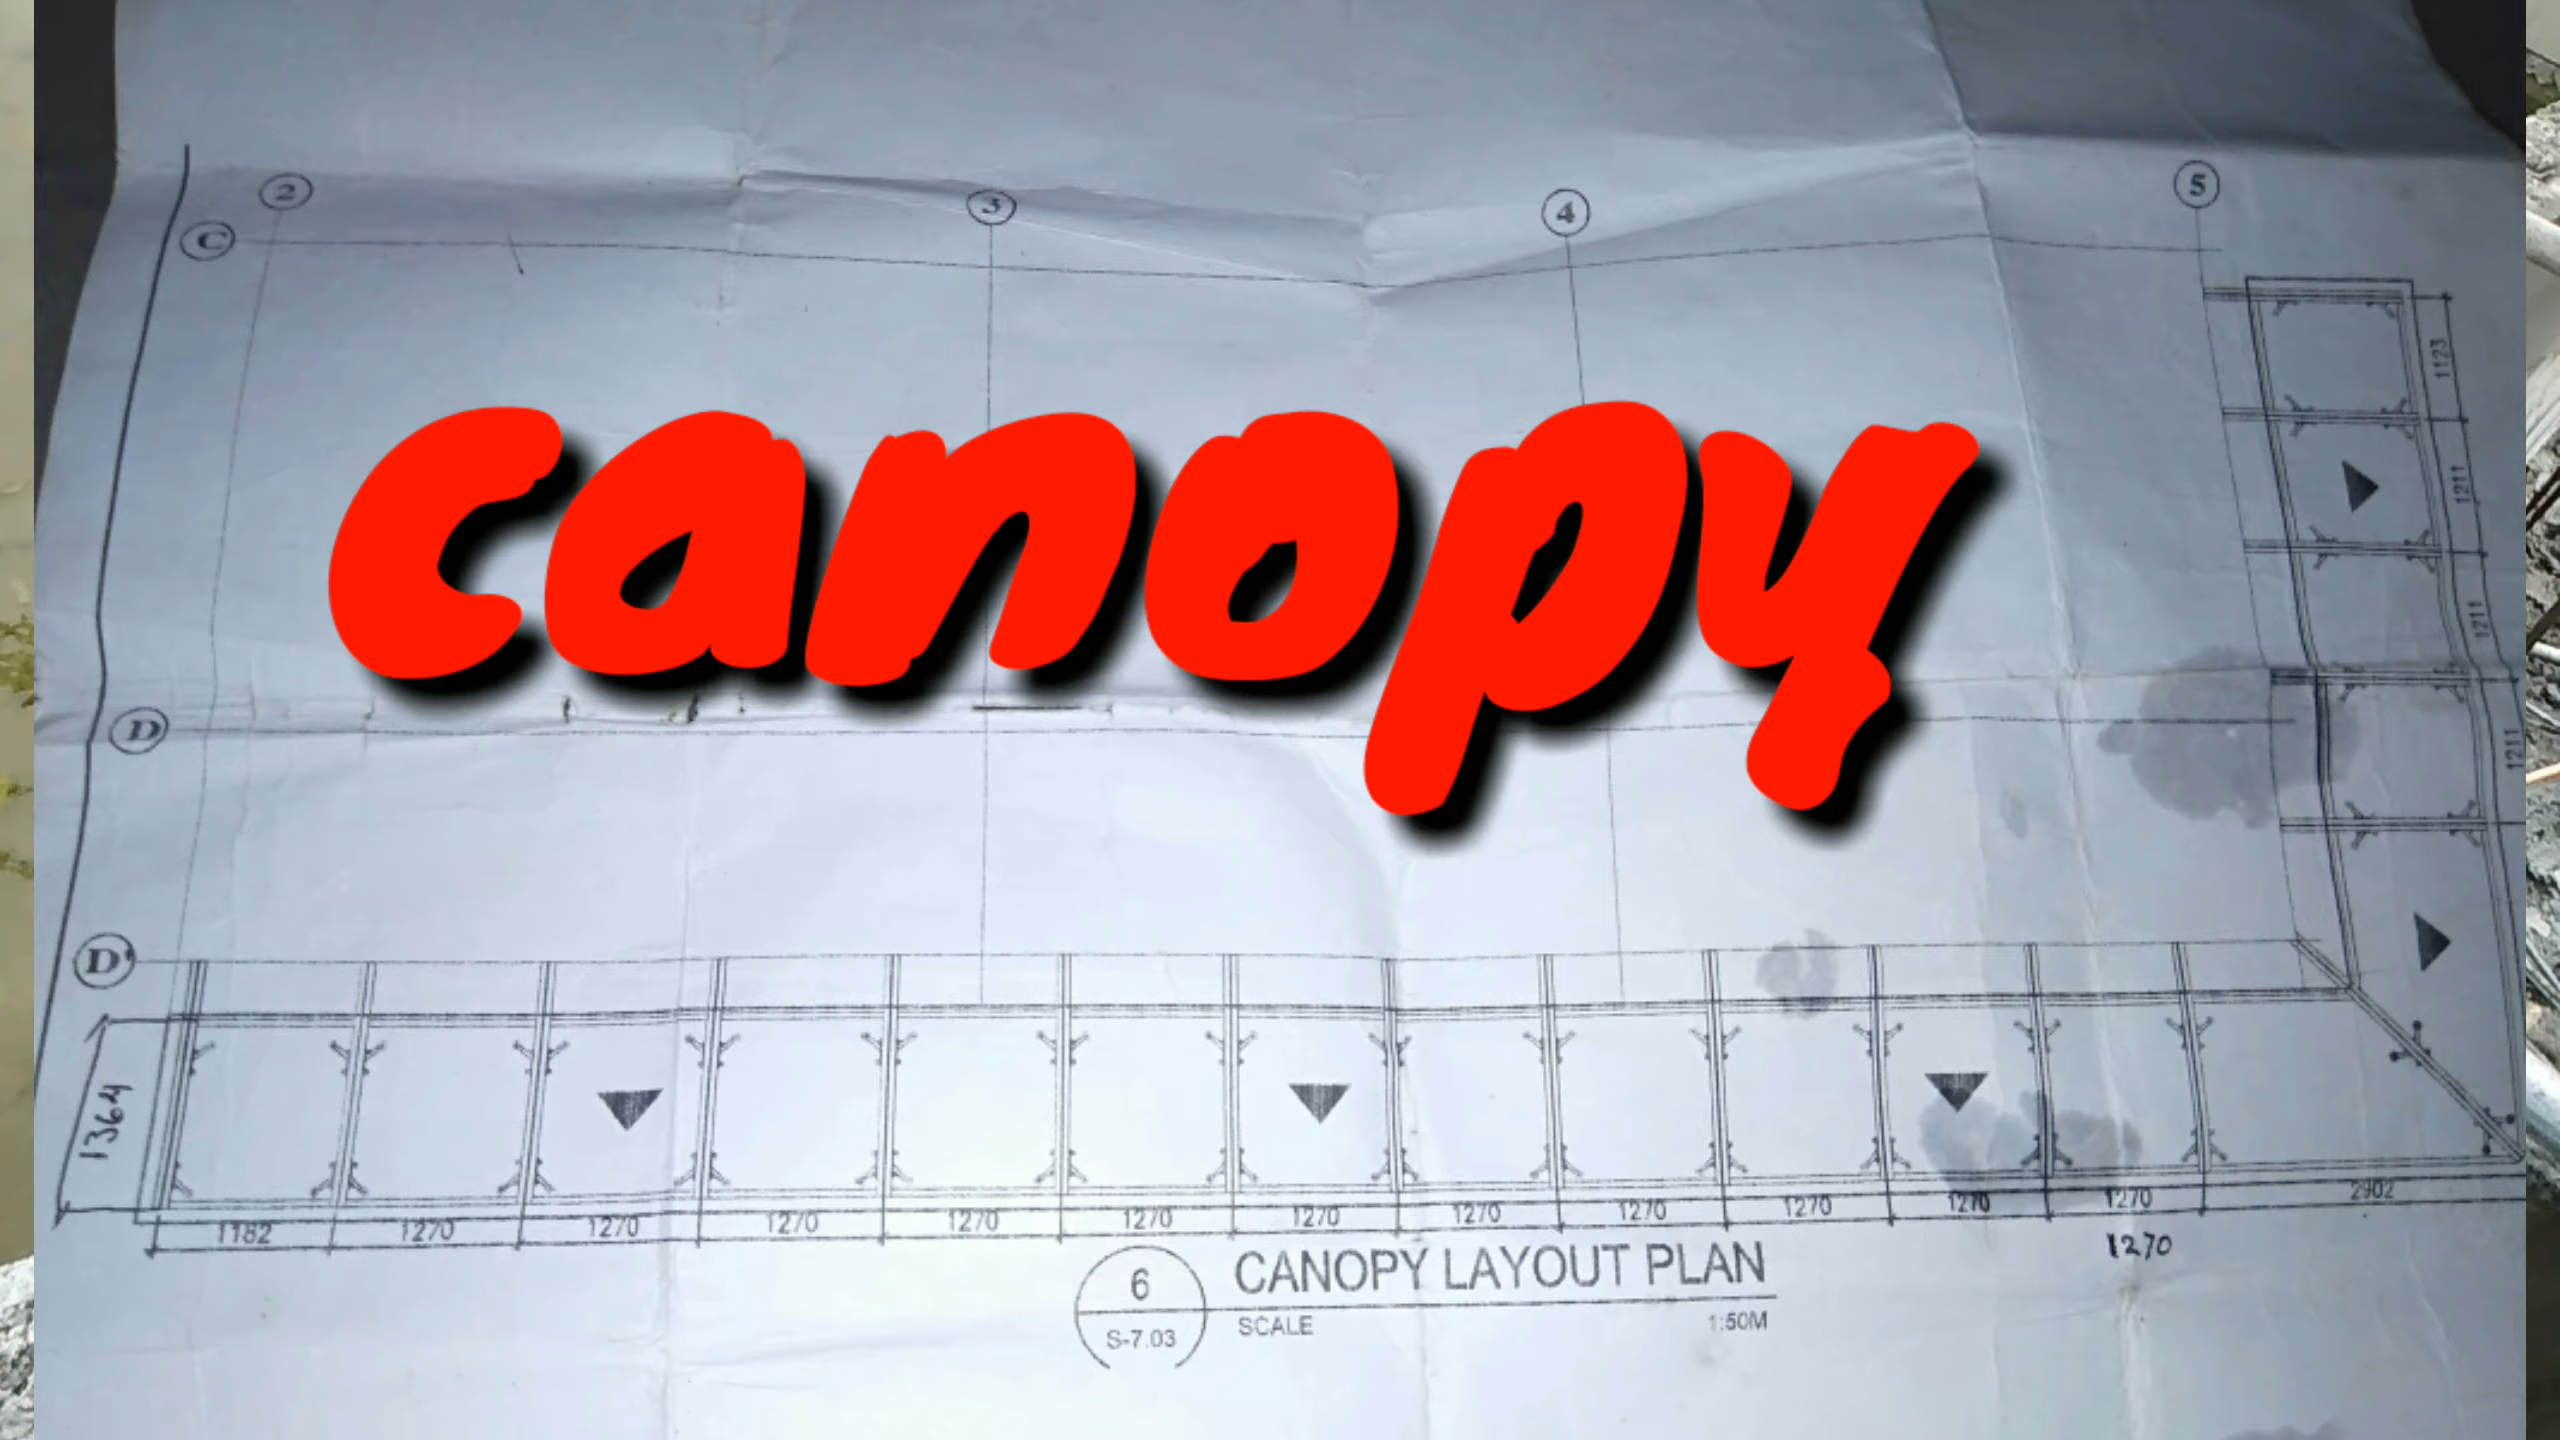 2
3
4
5
C
1123
canopy
1211
1211
D
1211
D'
1364
1182 1270 1270 1270 1270 1270 1270 1270 1270 1270 1270 1270 2902
1270
6 CANOPY LAYOUT PLAN
S-7.03 SCALE 1:50M